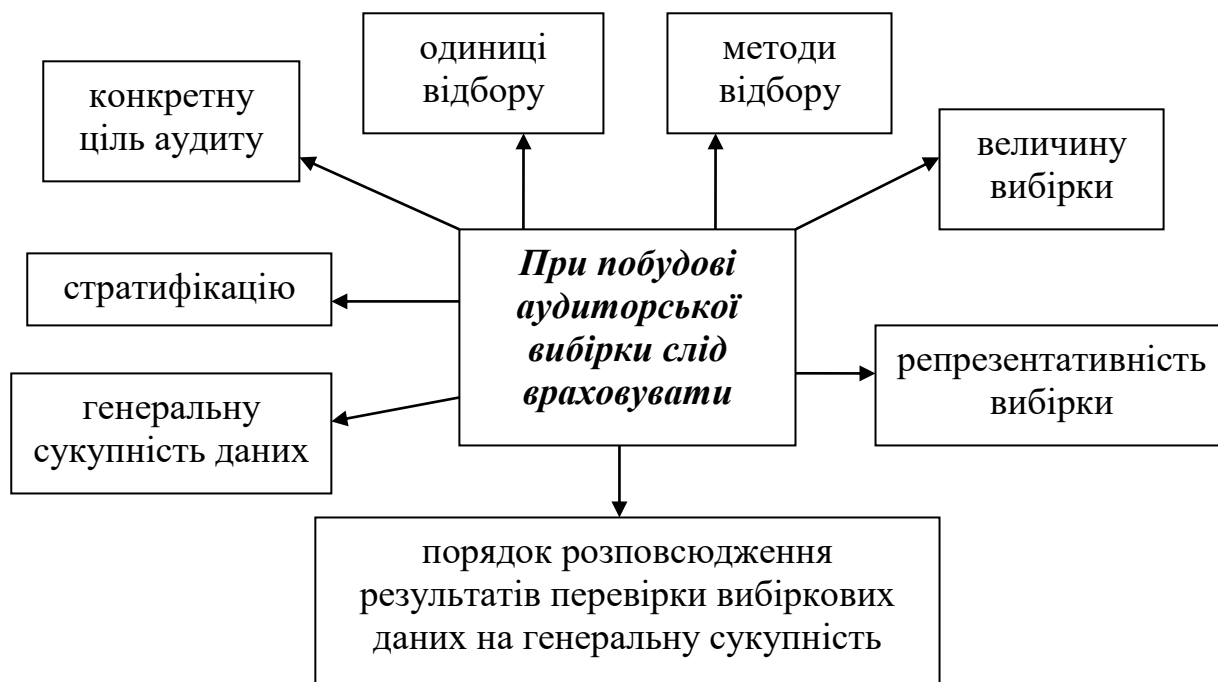 одиниці
відбору
методи
відбору
конкретну
ціль аудиту
величину
вибірки
При побудові
аудиторської
вибірки слід
враховувати
стратифікацію
репрезентативність
вибірки
генеральну
сукупність даних
порядок розповсюдження
результатів перевірки вибіркових
даних на генеральну сукупність